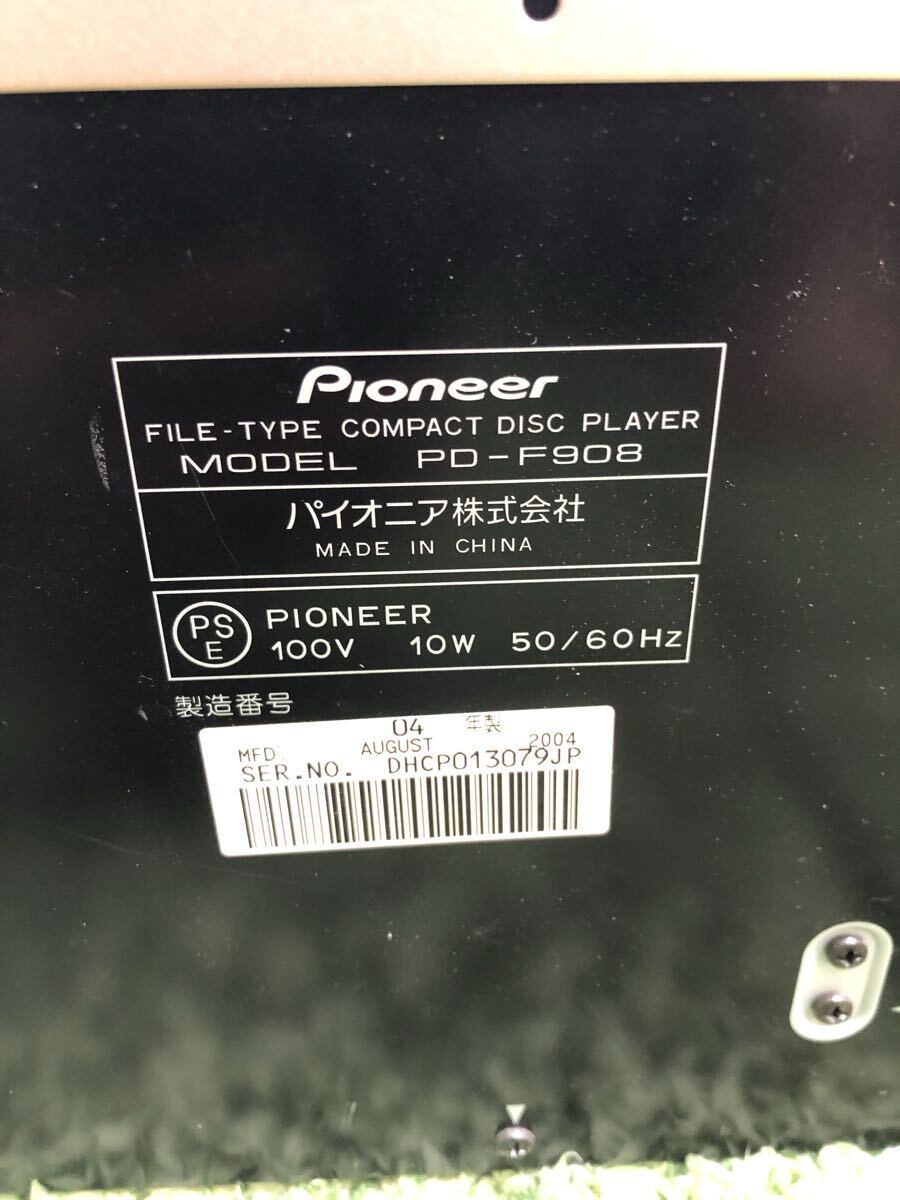 Pioneer
FILE-TYPE COMPACT DISC PLAYER
MODEL PD-F908
パイオニア株式会社
MADE IN CHINA
PS E
PIONEER
100V 10W 50/60Hz
製造番号
04 年製
MFD. AUGUST 2004
SER.NO. DHCP013079JP